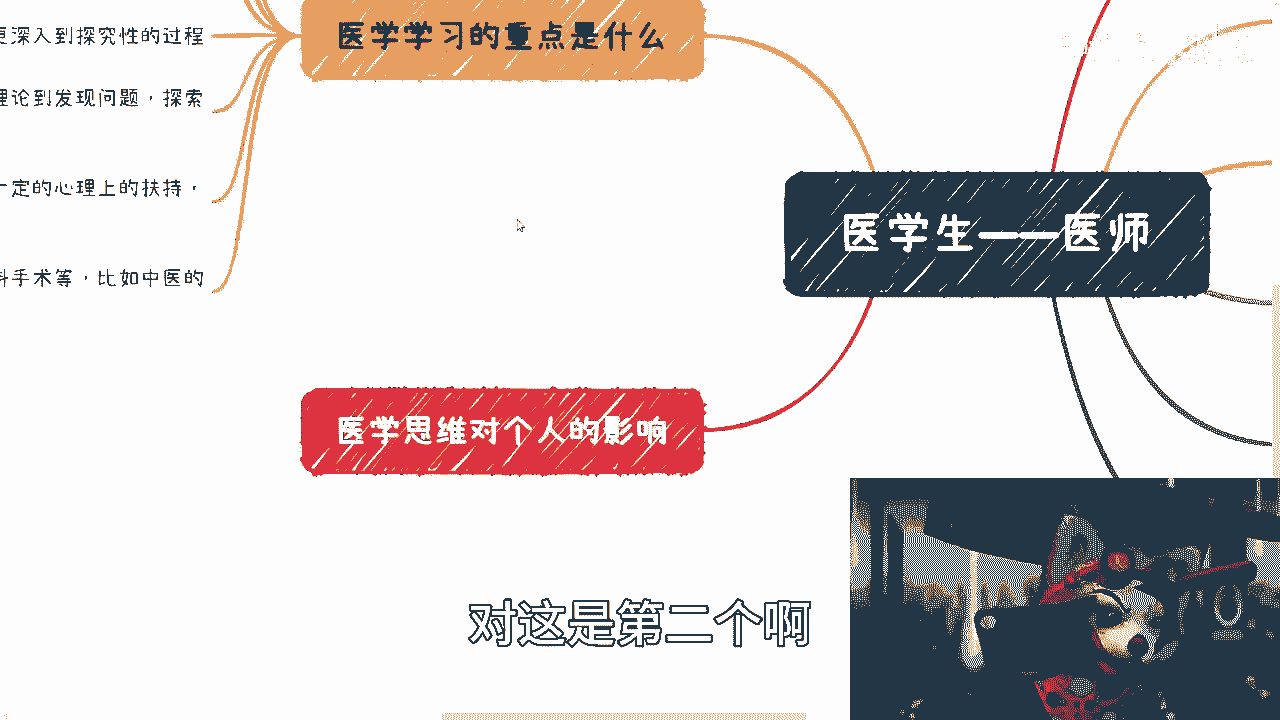 医学学习的重点是什么
深入到探究性的过程
理论到发现问题，探索
定的心理上的扶持，
手术等，比如中医的
医学生——医师
医学思维对个人的影响
对这是第二个啊